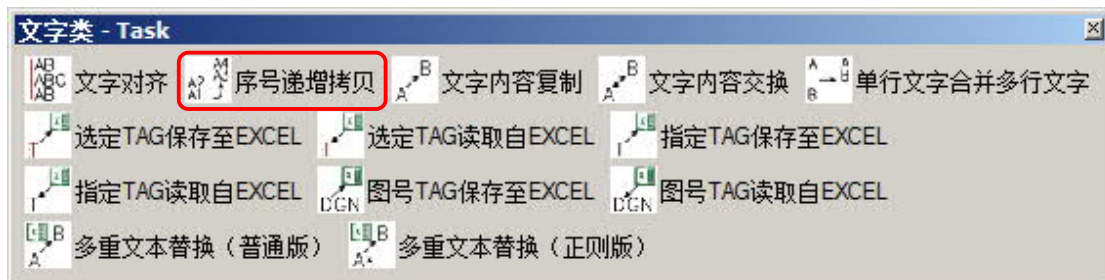 文字类 - Task
文字对齐 序号递增拷贝 文字内容复制 文字内容交换 单行文字合并多行文字
选定TAG保存至EXCEL 选定TAG读取自EXCEL 指定TAG保存至EXCEL
指定TAG读取自EXCEL 图号TAG保存至EXCEL 图号TAG读取自EXCEL
多重文本替换（普通版） 多重文本替换（正则版）